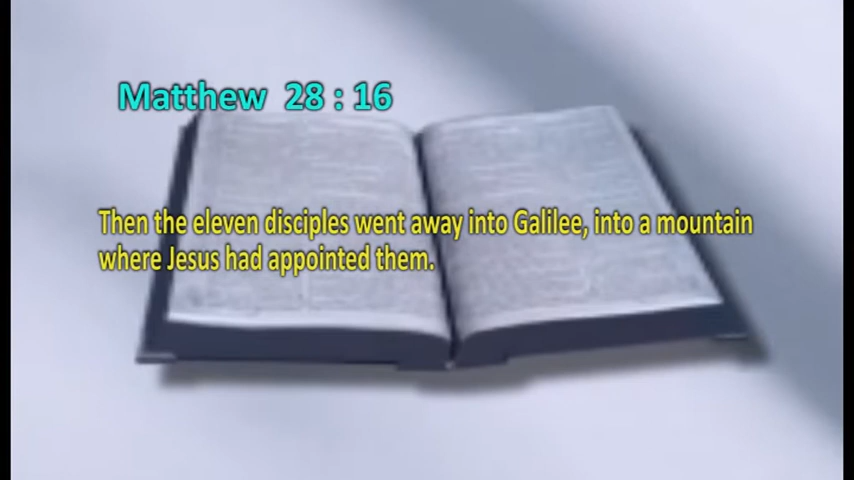 Matthew 28 : 16
Then the eleven disciples went away into Galilee, into a mountain
where Jesus had appointed them.